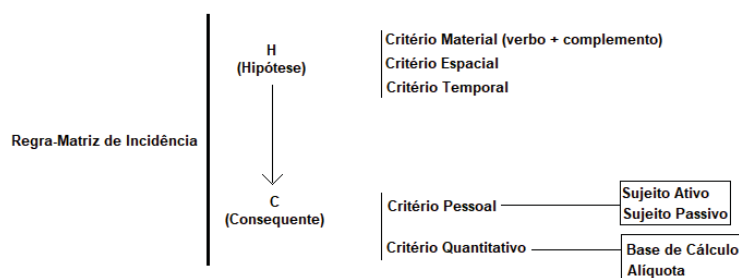 H
(Hipótese)
Critério Material (verbo + complemento)
Critério Espacial
Critério Temporal
Regra-Matriz de Incidência
C
(Consequente)
Critério Pessoal
Sujeito Ativo
Sujeito Passivo
Critério Quantitativo
Base de Cálculo
Alíquota